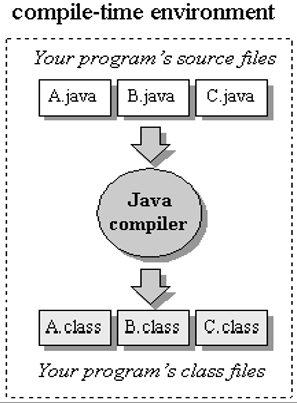 compile-time environment
Your program's source files
A.java B.java C.java
Java
compiler
A.class B.class C.class
Your program's class files